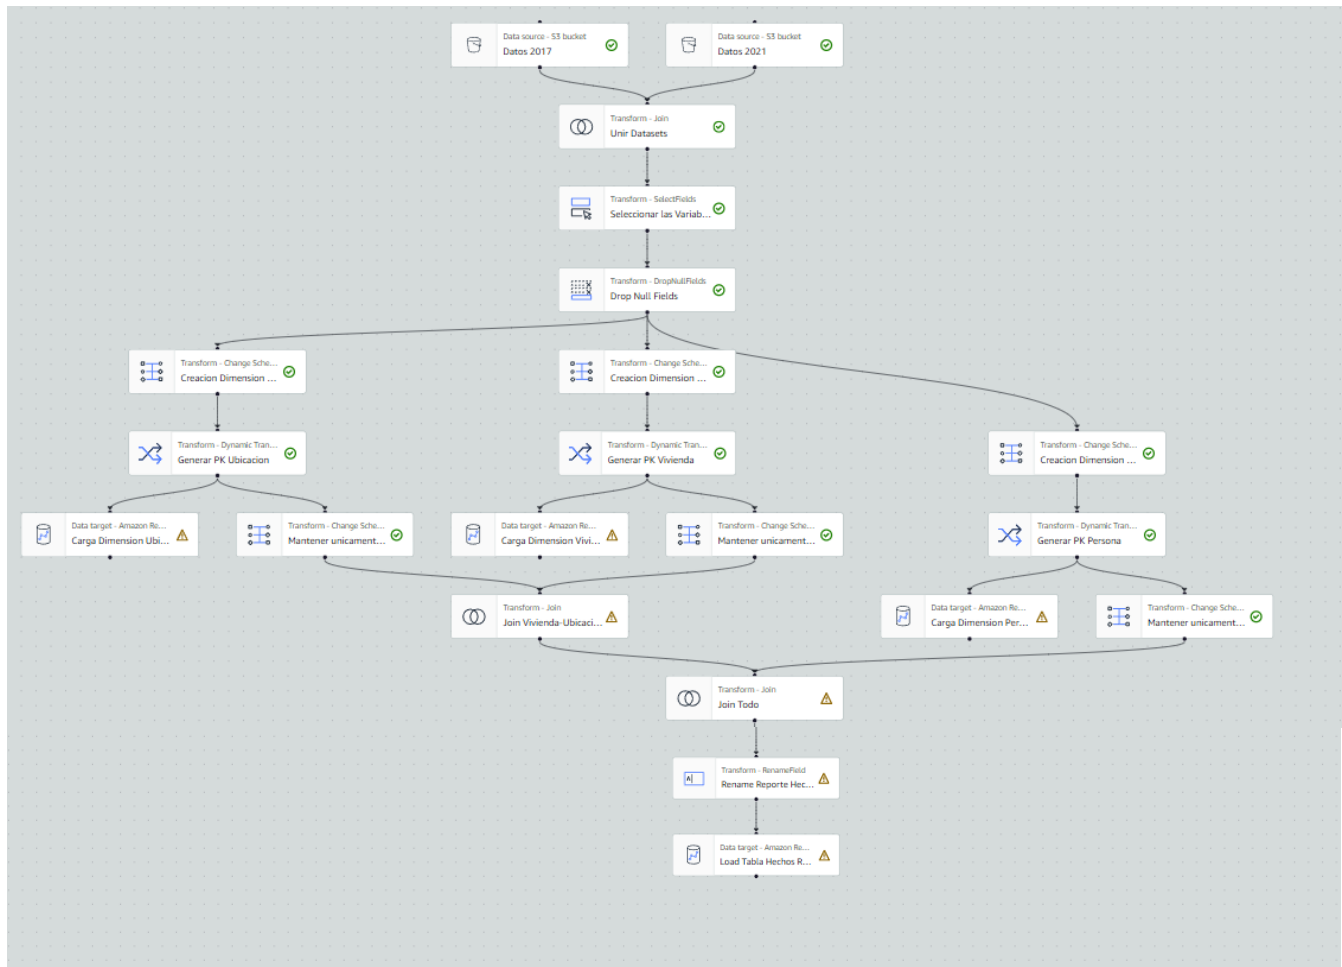 Data source - S3 bucket
Datos 2017
Data source - S3 bucket
Datos 2021
Transform - Join
Unir Datasets
Transform - SelectFields
Seleccionar las Variab...
Transform - DropNullFields
Drop Null Fields
Transform - Change Sche...
Creacion Dimension ...
Transform - Change Sche...
Creacion Dimension ...
Transform - Dynamic Tran...
Generar PK Ubicacion
Transform - Dynamic Tran...
Generar PK Vivienda
Transform - Change Sche...
Creacion Dimension ...
Data target - Amazon Re...
Carga Dimension Ubi...
Transform - Change Sche...
Mantener unicament...
Data target - Amazon Re...
Carga Dimension Vivi...
Transform - Change Sche...
Mantener unicament...
Transform - Dynamic Tran...
Generar PK Persona
Transform - Join
Join Vivienda-Ubicaci...
Data target - Amazon Re...
Carga Dimension Per...
Transform - Change Sche...
Mantener unicament...
Transform - Join
Join Todo
Transform - RenameField
Rename Reporte Hec...
Data target - Amazon Re...
Load Tabla Hechos R...